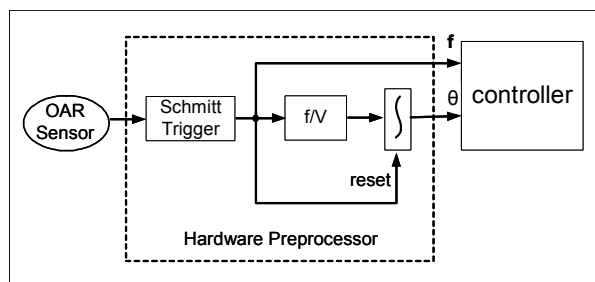 OAR
Sensor
Schmitt
Trigger
f/V
∫
reset
f
θ
controller
Hardware Preprocessor